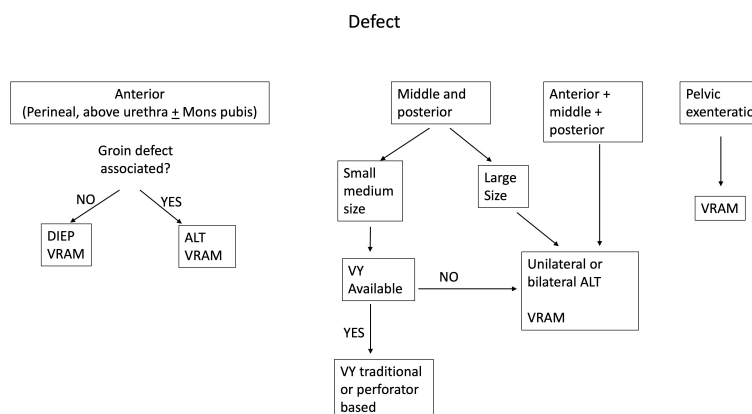 Defect
Anterior
(Perineal, above urethra + Mons pubis)
Groin defect
associated?
NO
YES
DIEP
VRAM
ALT
VRAM
Middle and
posterior
Small
medium
size
Large
Size
VY
Available
NO
YES
VY traditional
or perforator
based
Anterior +
middle +
posterior
Unilateral or
bilateral ALT
VRAM
Pelvic
exenteratio
VRAM